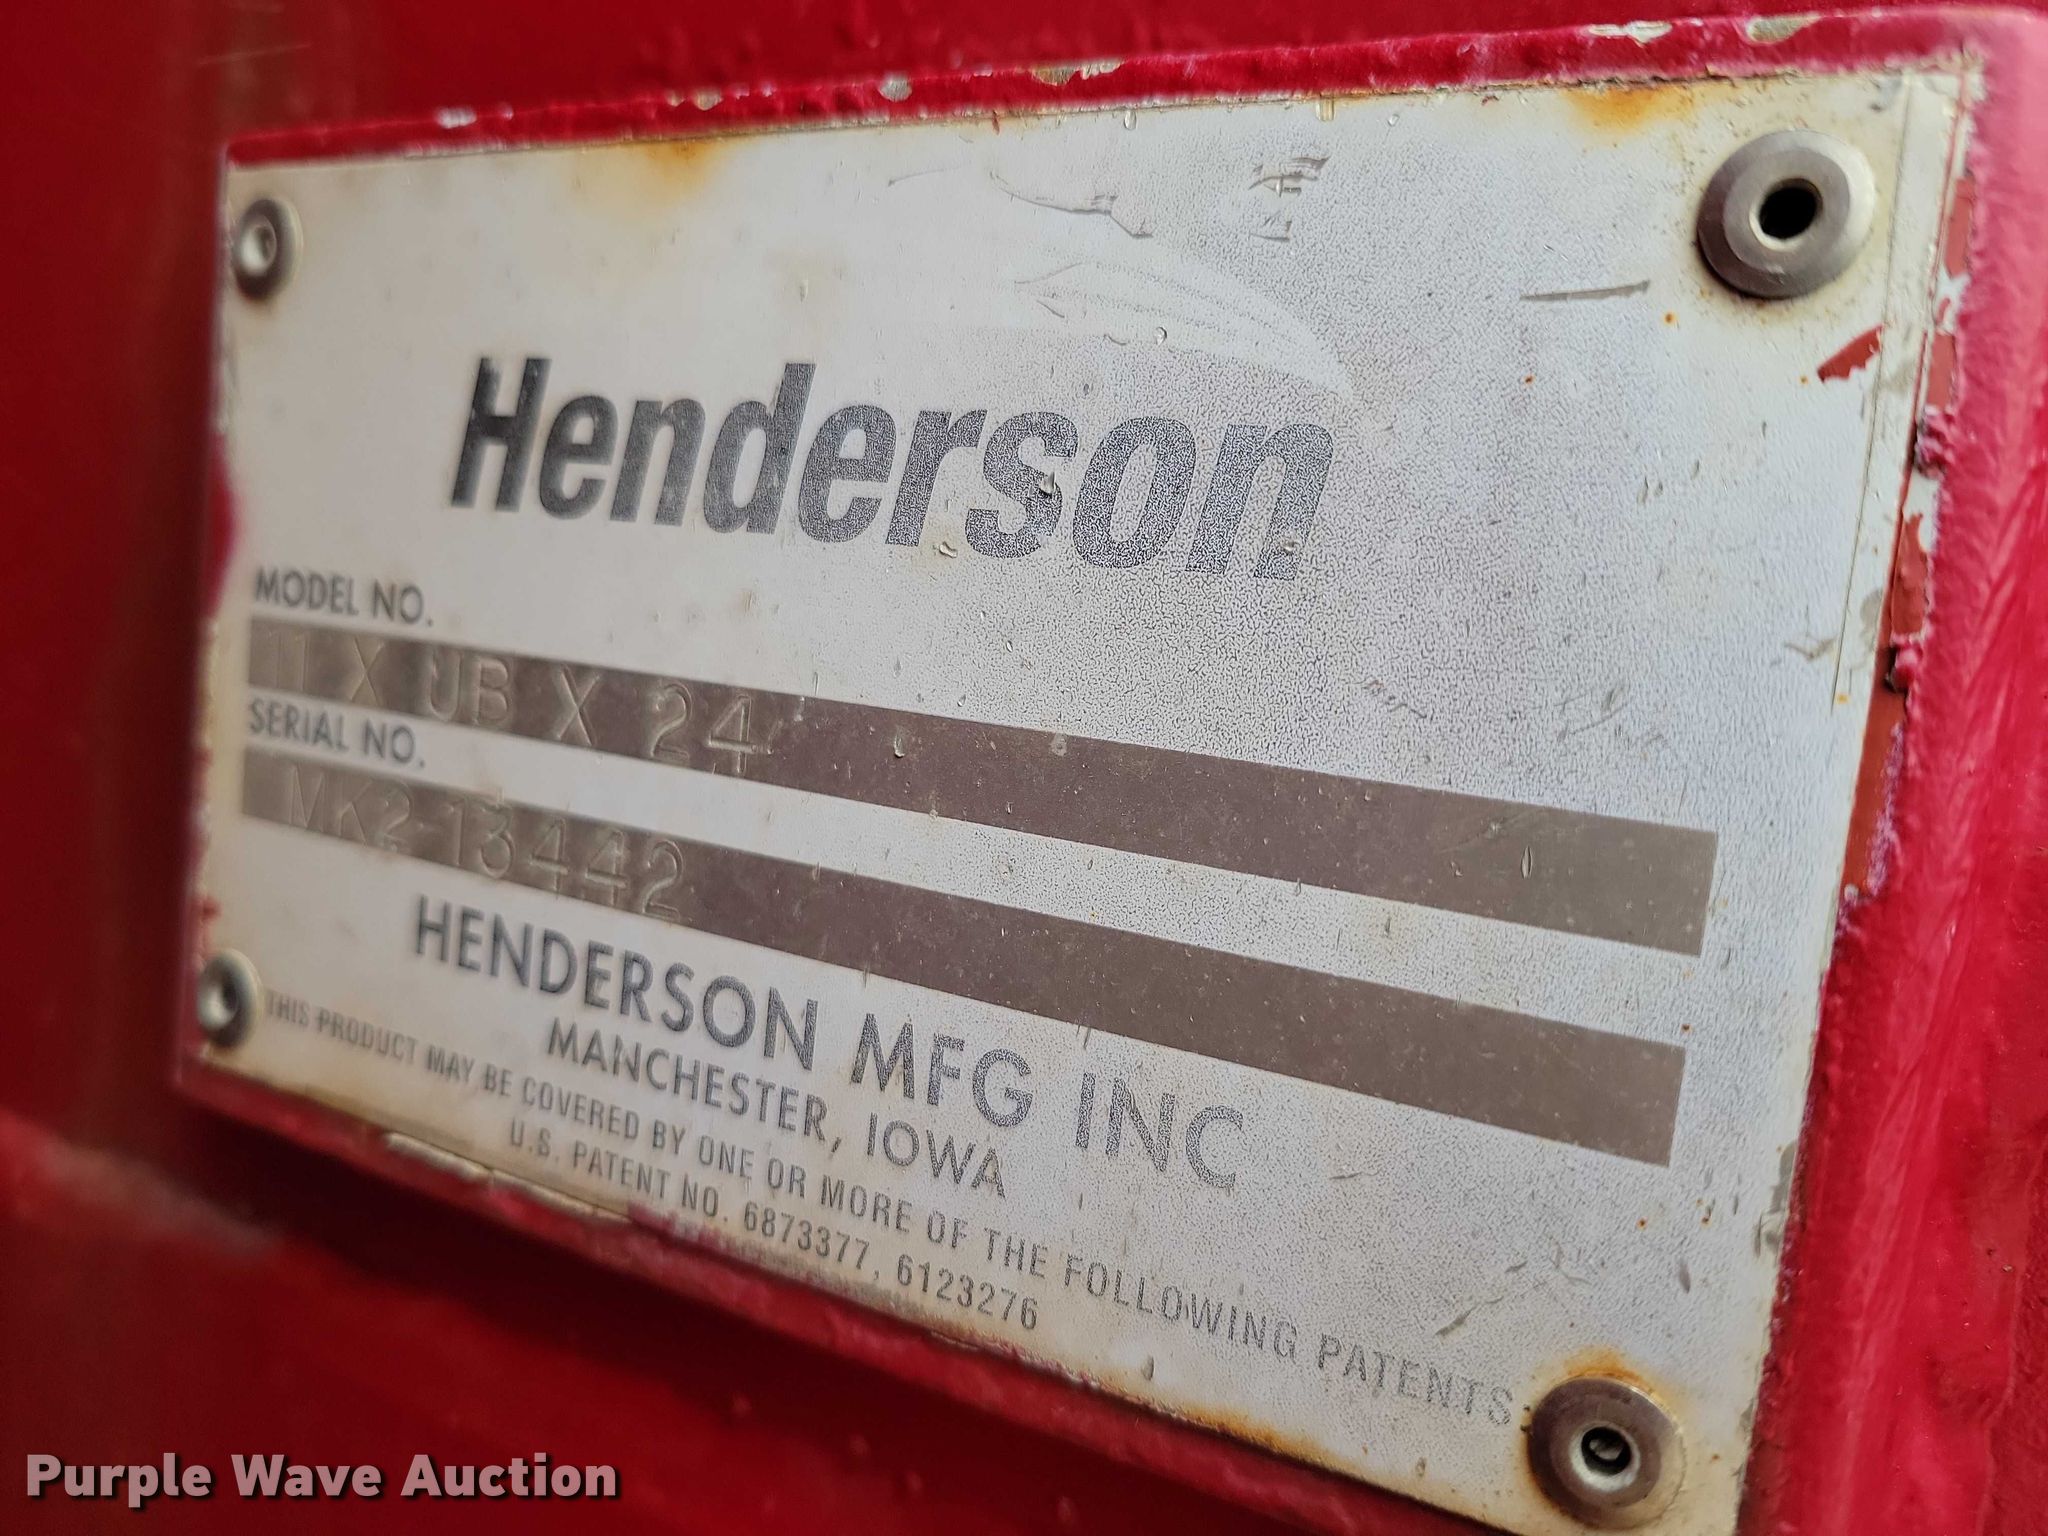 Henderson
MODEL NO.
11 X UB X 24
SERIAL NO.
MK2-13442
HENDERSON MFG INC
MANCHESTER, IOWA
THIS PRODUCT MAY BE COVERED BY ONE OR MORE OF THE FOLLOWING PATENTS
U.S. PATENT NO. 6873377, 6123276
Purple Wave Auction